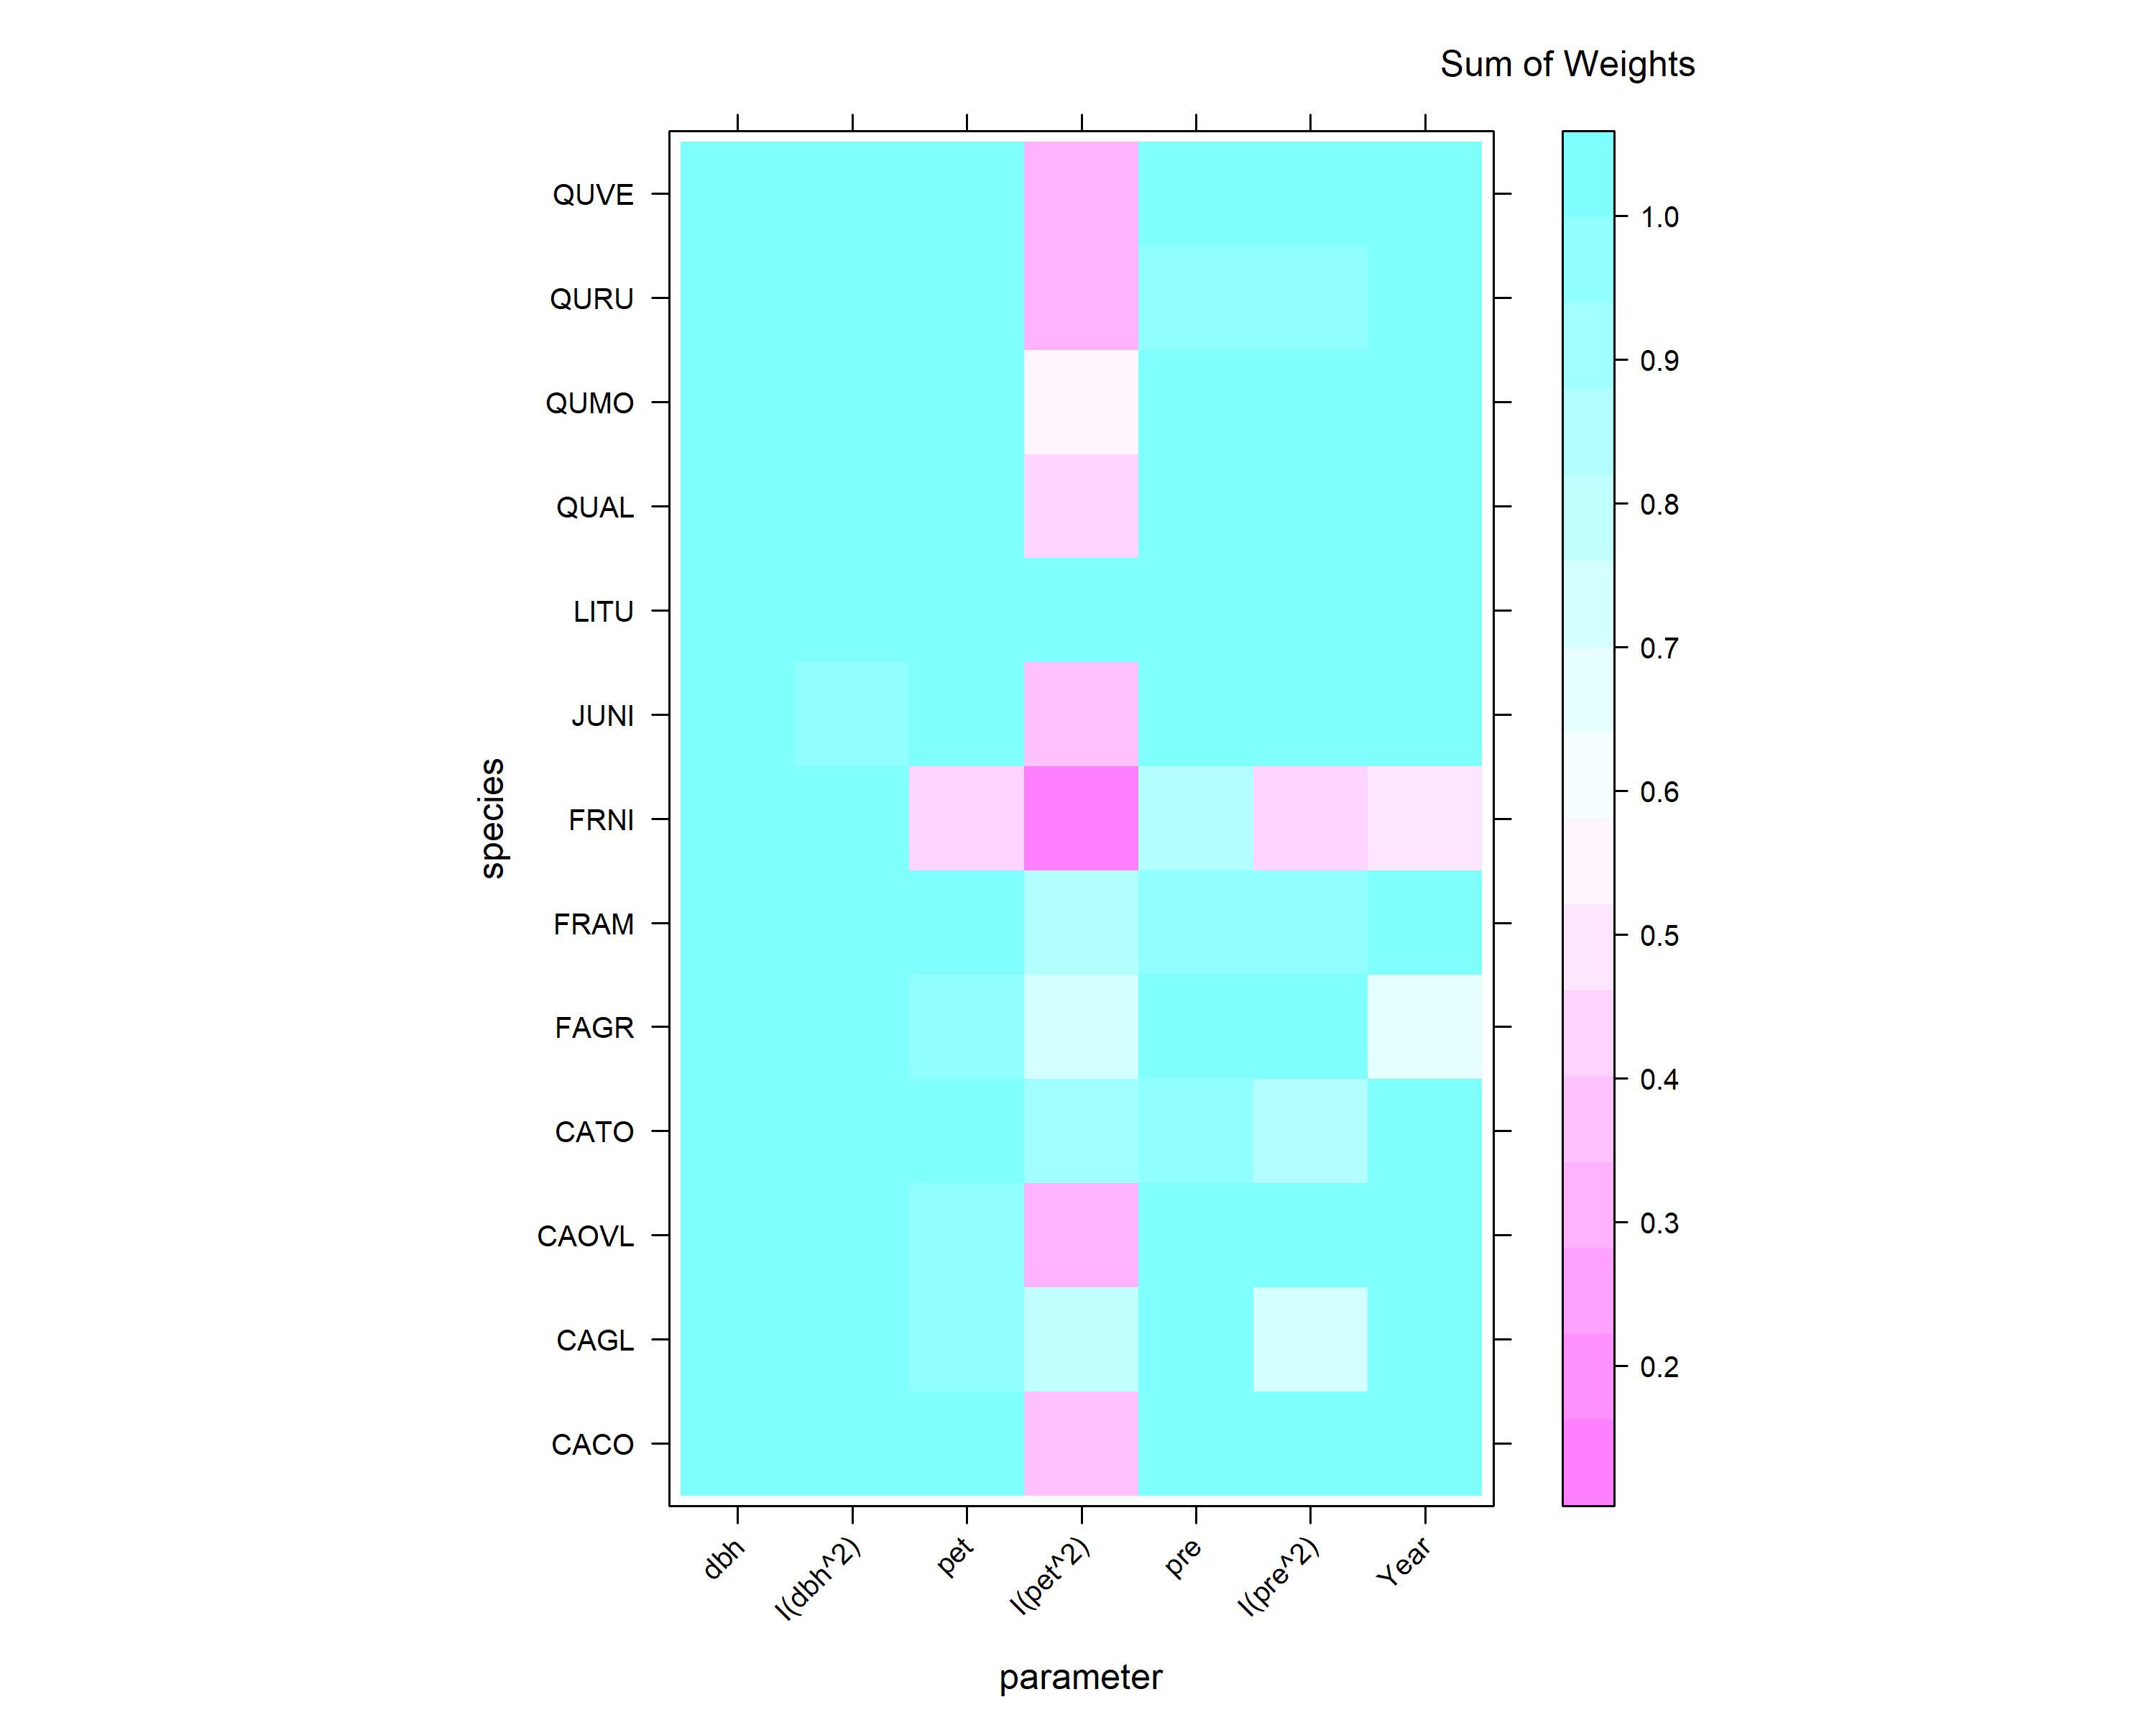 Sum of Weights
QUVE
QURU
QUMO
QUAL
LITU
JUNI
FRNI
FRAM
FAGR
CATO
CAOVL
CAGL
CACO
species
1.0
0.9
0.8
0.7
0.6
0.5
0.4
0.3
0.2
dbh
I(dbh^2)
pet
I(pet^2)
pre
I(pre^2)
Year
parameter